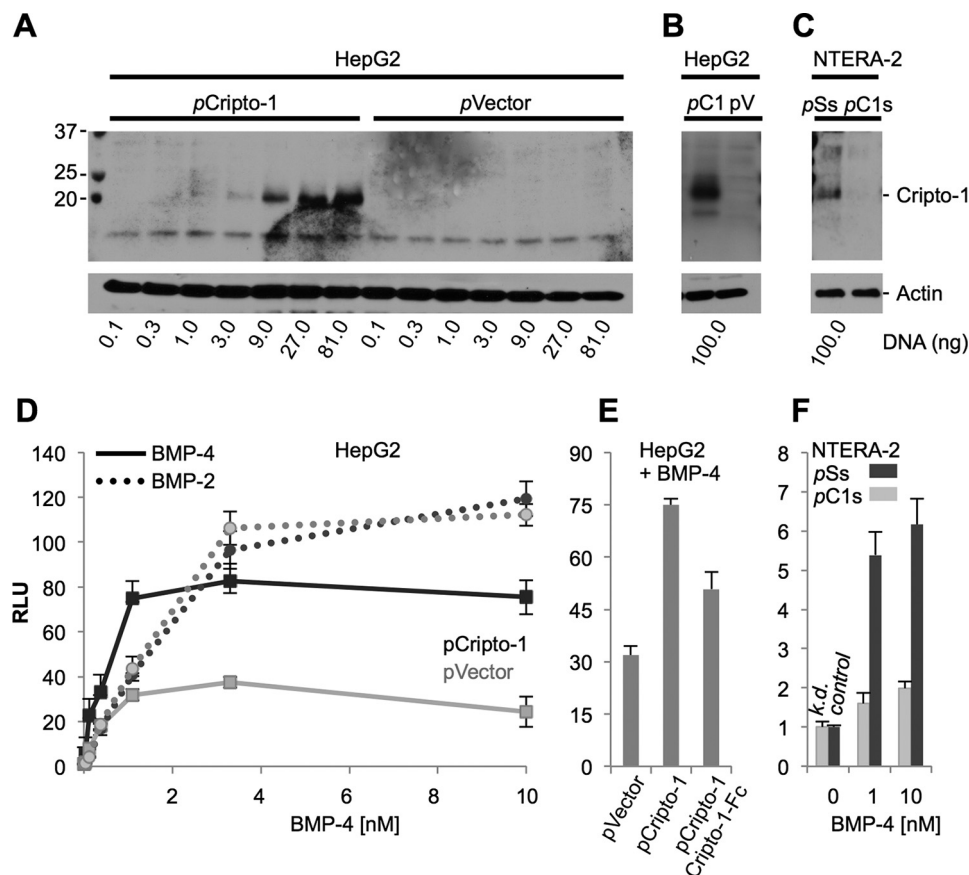 A
B
C
HepG2
HepG2
NTERA-2
pCripto-1
pVector
pC1 pV
pSs pC1s
37
25
20
Cripto-1
Actin
0.1
0.3
1.0
3.0
9.0
27.0
81.0
0.1
0.3
1.0
3.0
9.0
27.0
81.0
100.0
100.0
DNA (ng)
D
BMP-4
BMP-2
HepG2
RLU
140
120
100
80
60
40
20
0
pCripto-1
pVector
2
4
6
8
10
BMP-4 [nM]
E
HepG2
+ BMP-4
90
75
60
45
30
15
0
pVector
pCripto-1
pCripto-1
Cripto-1-Fc
F
NTERA-2
pSs
pC1s
8
7
6
5
4
3
2
1
0
k.d.
control
0
1
10
BMP-4 [nM]